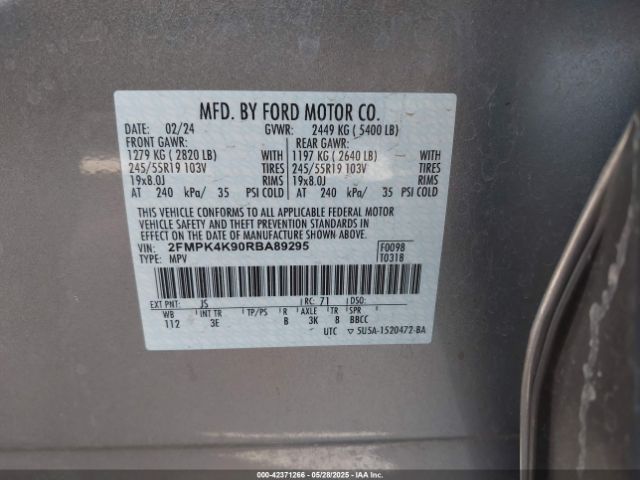 MFD. BY FORD MOTOR CO.
DATE: 02/24 GVWR: 2449 KG ( 5400 LB)
FRONT GAWR: REAR GAWR:
1279 KG ( 2820 LB) WITH 1197 KG ( 2640 LB) WITH
245/55R19 103V TIRES 245/55R19 103V TIRES
19x8.0J RIMS 19x8.0J RIMS
AT 240 kPa/ 35 PSI COLD AT 240 kPa/ 35 PSI COLD
THIS VEHICLE CONFORMS TO ALL APPLICABLE FEDERAL MOTOR
VEHICLE SAFETY AND THEFT PREVENTION STANDARDS IN
EFFECT ON THE DATE OF MANUFACTURE SHOWN ABOVE.
VIN: 2FMPK4K90RBA89295 F0098
TYPE: MPV T0318
EXT PNT: JS RC: 71 DSO:
WB INT TR TP/PS R AXLE TR SPR
112 3E B 3K 8 BBCC
UTC 5U5A-1520472-BA
00-42371266 - 05/28/2025 - IAA Inc.